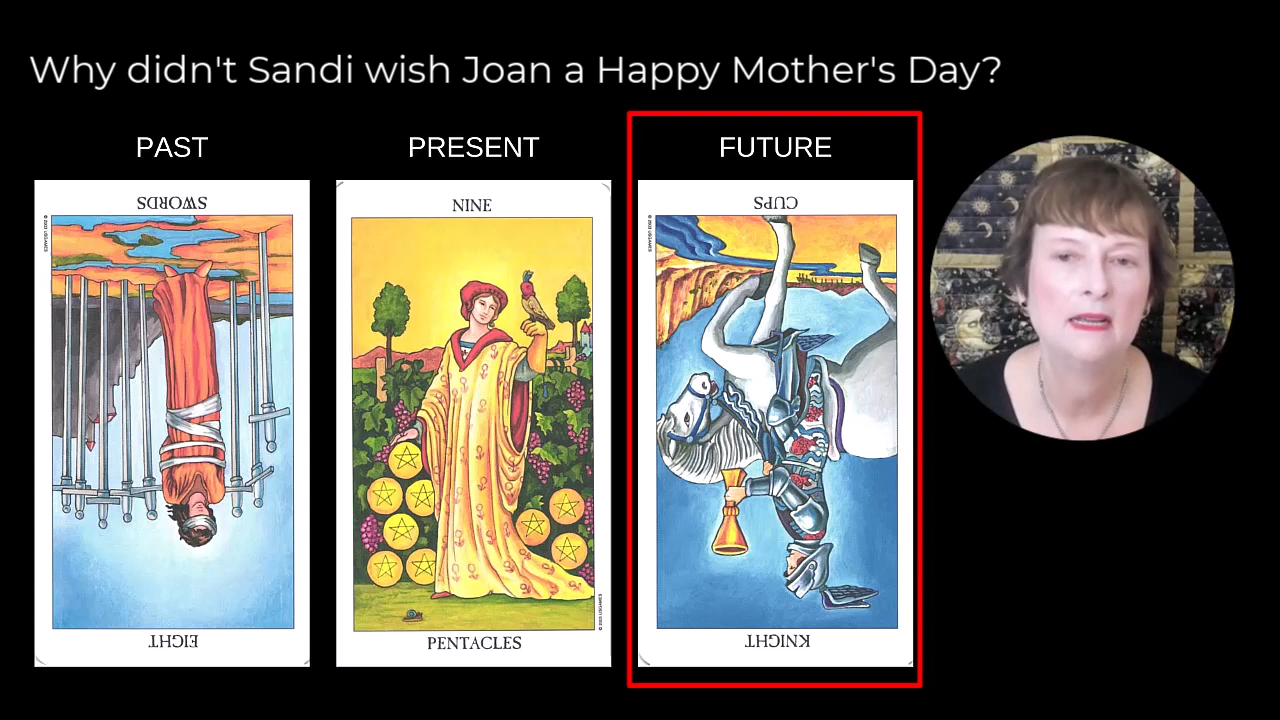 Why didn't Sandi wish Joan a Happy Mother's Day?
PAST
PRESENT
FUTURE
SWORDS
EIGHT
NINE
PENTACLES
CUPS
KNIGHT